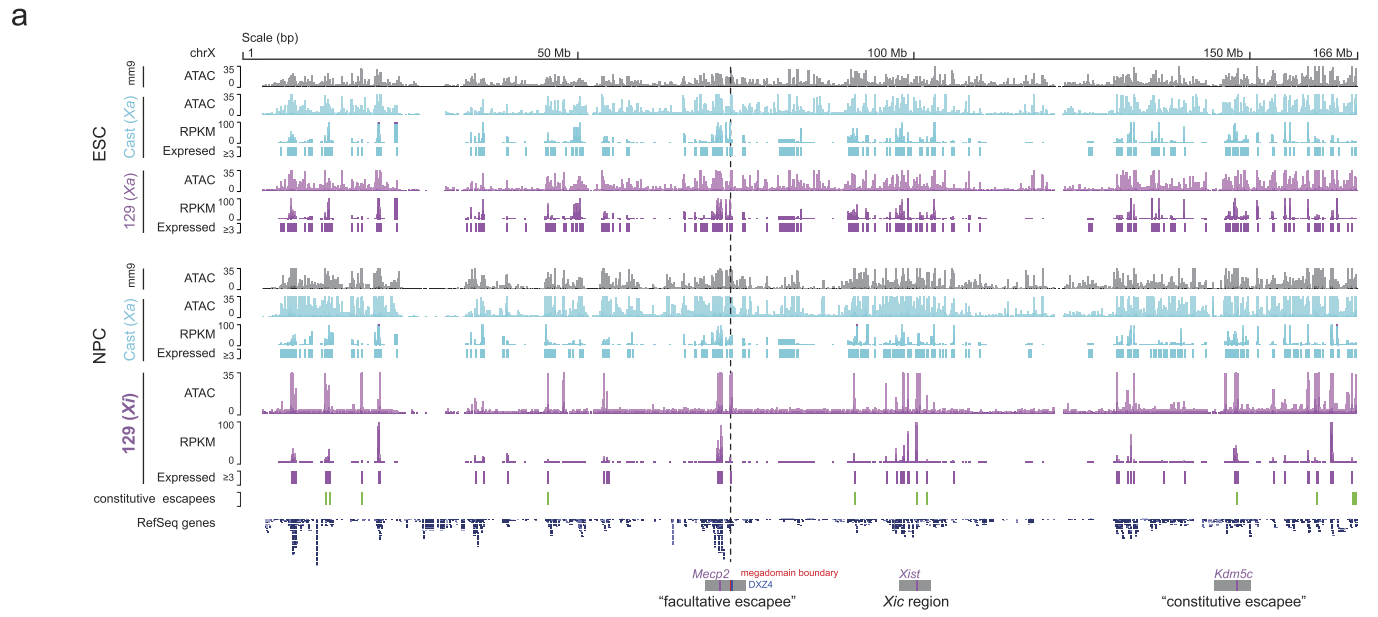 a
Scale (bp)
chrX 1 50 Mb 100 Mb 150 Mb 166 Mb
ESC
mm9 ATAC 35 0
Cast (Xa) ATAC 35 0
RPKM 100 0
Expresed ≥3
129 (Xa) ATAC 35 0
RPKM 100 0
Expressed ≥3
NPC
mm9 ATAC 35 0
Cast (Xa) ATAC 35 0
RPKM 100 0
Expressed ≥3
129 (Xi) ATAC 35 0
RPKM 100 0
Expressed ≥3
constitutive escapees
RefSeq genes
Mecp2 megadomain boundary Xist Kdm5c
DXZ4
“facultative escapee” Xic region “constitutive escapee”